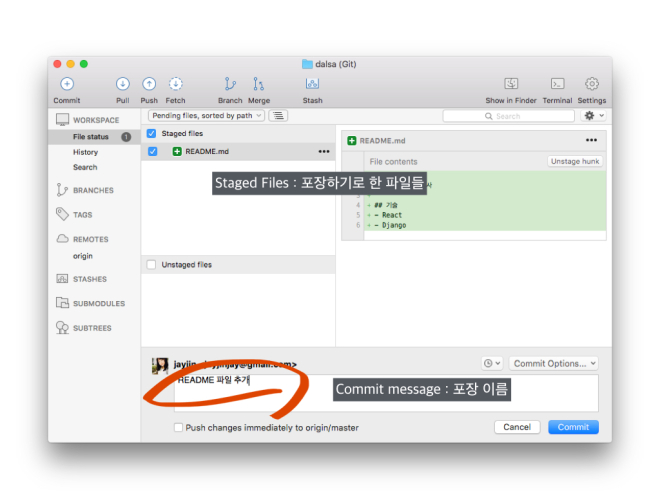 dalsa (Git)
Commit Pull Push Fetch Branch Merge Stash Show in Finder Terminal Settings
WORKSPACE
File status 1
History
Search
BRANCHES
TAGS
REMOTES
origin
STASHES
SUBMODULES
SUBTREES
Pending files, sorted by path
Search
Staged files
README.md
Staged Files : 포장하기로 한 파일들
Unstaged files
README.md
File contents
Unstage hunk
4 + ## 기술
5 + - React
6 + - Django
Commit Options...
README 파일 추가
Commit message : 포장 이름
Push changes immediately to origin/master
Cancel Commit